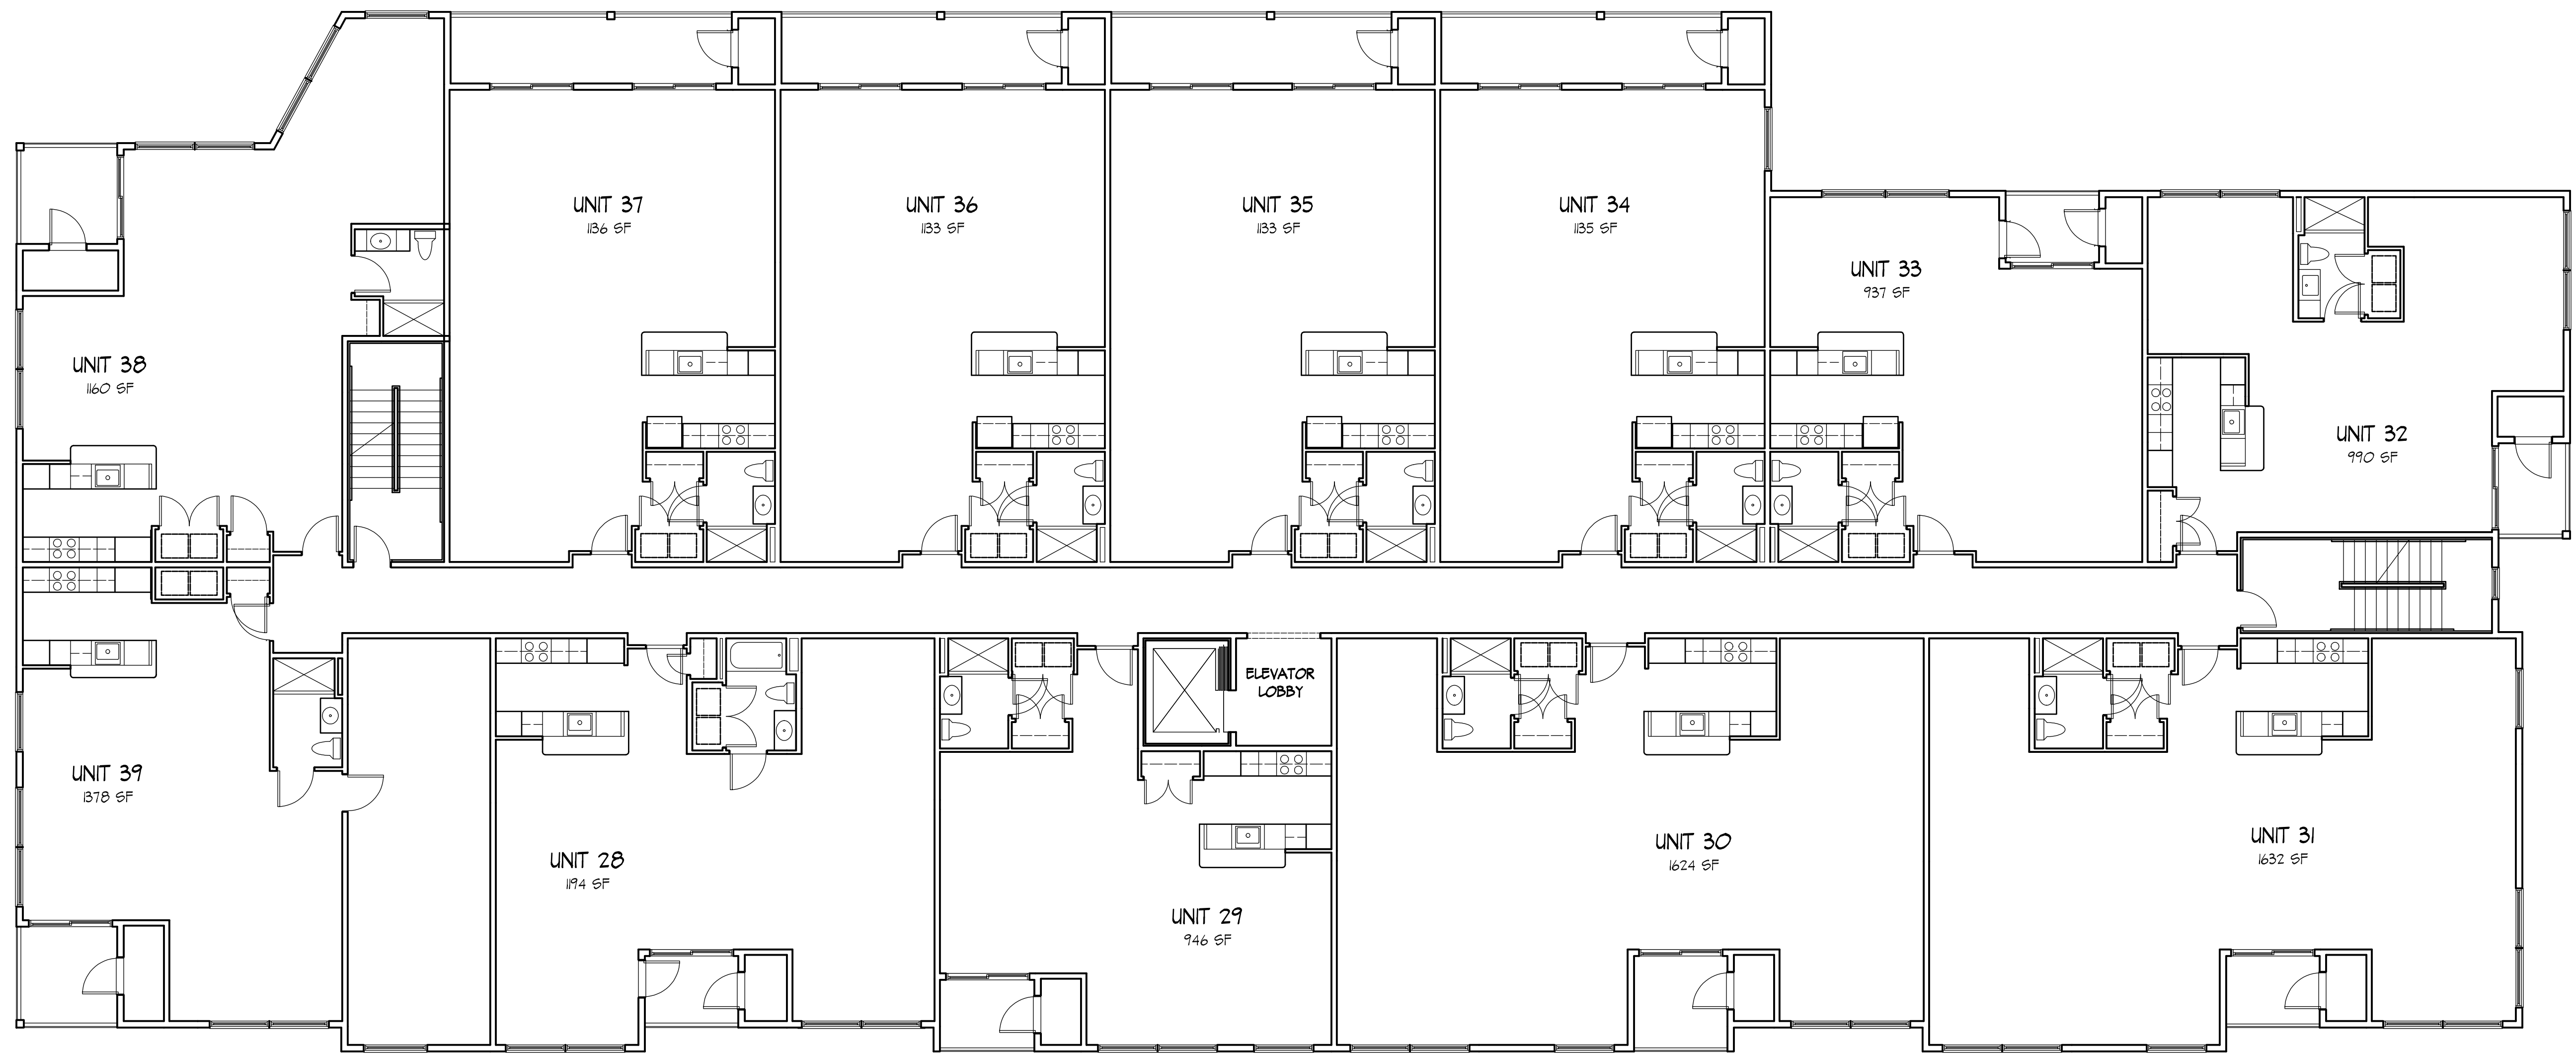 UNIT 37
1136 SF
UNIT 36
1133 SF
UNIT 35
1133 SF
UNIT 34
1135 SF
UNIT 33
937 SF
UNIT 38
1160 SF
UNIT 32
990 SF
ELEVATOR
LOBBY
UNIT 39
1378 SF
UNIT 28
1194 SF
UNIT 29
946 SF
UNIT 30
1624 SF
UNIT 31
1632 SF